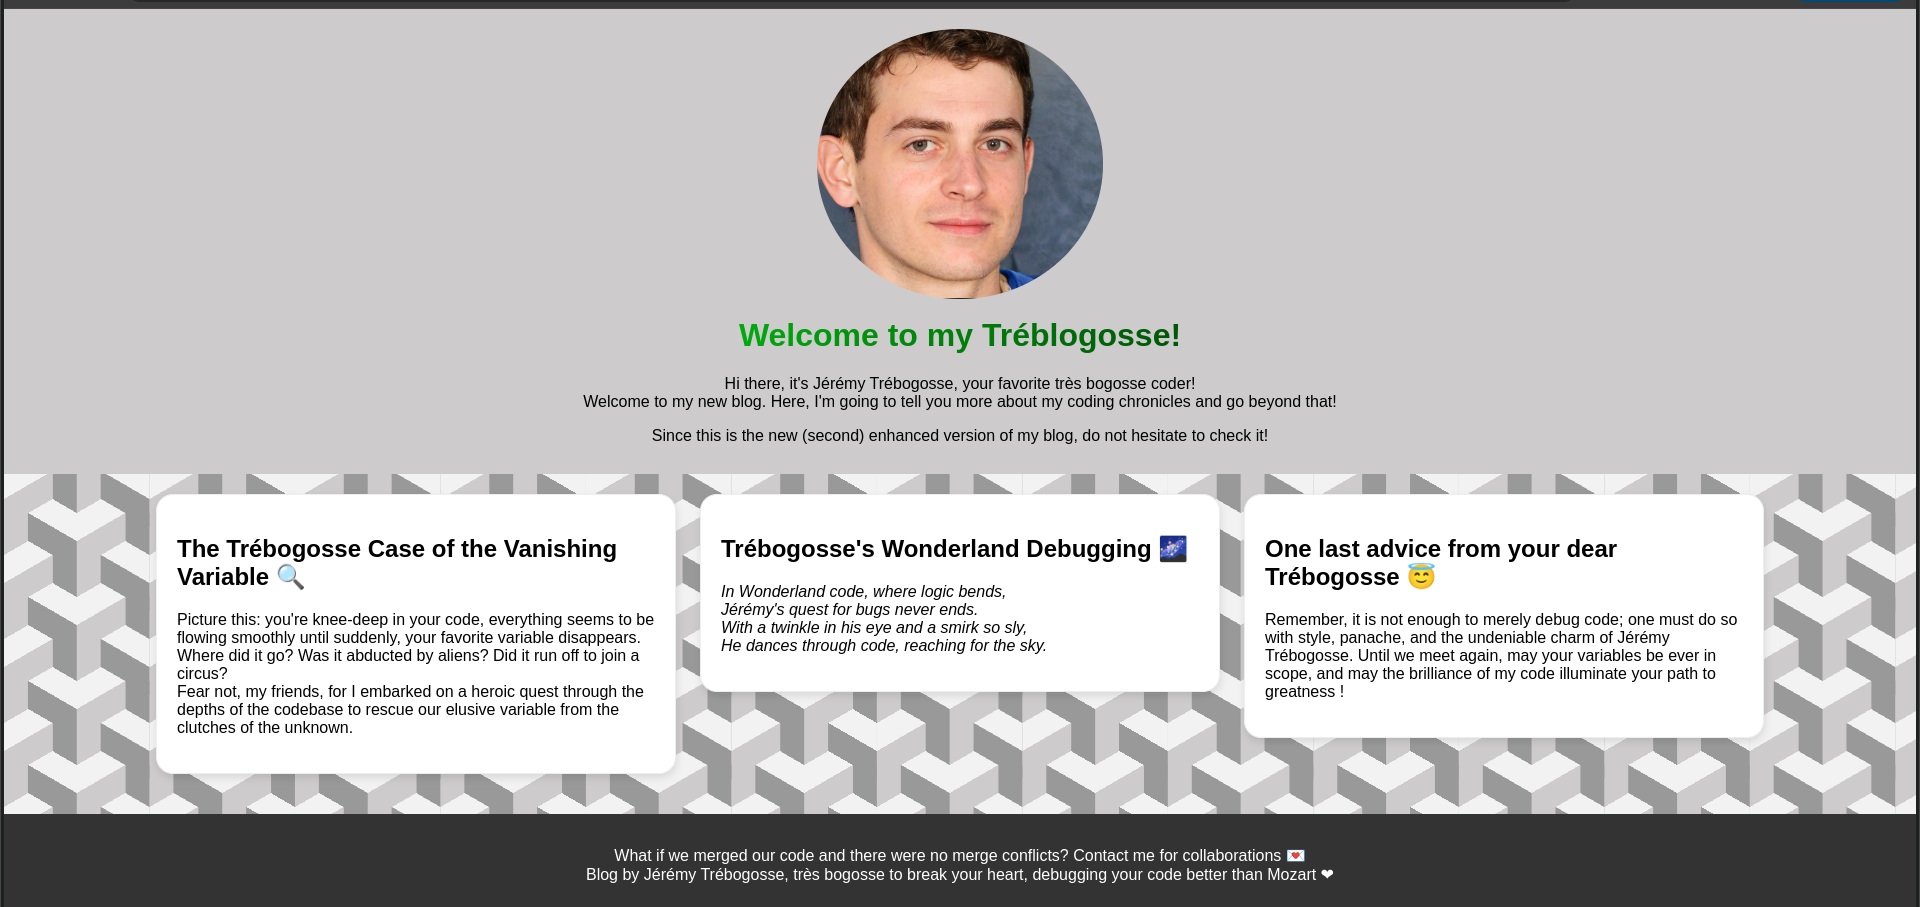 Welcome to my Tréblogosse!
Hi there, it's Jérémy Trébogosse, your favorite très bogosse coder!
Welcome to my new blog. Here, I'm going to tell you more about my coding chronicles and go beyond that!
Since this is the new (second) enhanced version of my blog, do not hesitate to check it!
The Trébogosse Case of the Vanishing
Variable 🔍
Picture this: you're knee-deep in your code, everything seems to be
flowing smoothly until suddenly, your favorite variable disappears.
Where did it go? Was it abducted by aliens? Did it run off to join a
circus?
Fear not, my friends, for I embarked on a heroic quest through the
depths of the codebase to rescue our elusive variable from the
clutches of the unknown.
Trébogosse's Wonderland Debugging 🌌
In Wonderland code, where logic bends,
Jérémy's quest for bugs never ends.
With a twinkle in his eye and a smirk so sly,
He dances through code, reaching for the sky.
One last advice from your dear
Trébogosse 😇
Remember, it is not enough to merely debug code; one must do so
with style, panache, and the undeniable charm of Jérémy
Trébogosse. Until we meet again, may your variables be ever in
scope, and may the brilliance of my code illuminate your path to
greatness !
What if we merged our code and there were no merge conflicts? Contact me for collaborations 💌
Blog by Jérémy Trébogosse, très bogosse to break your heart, debugging your code better than Mozart ❤